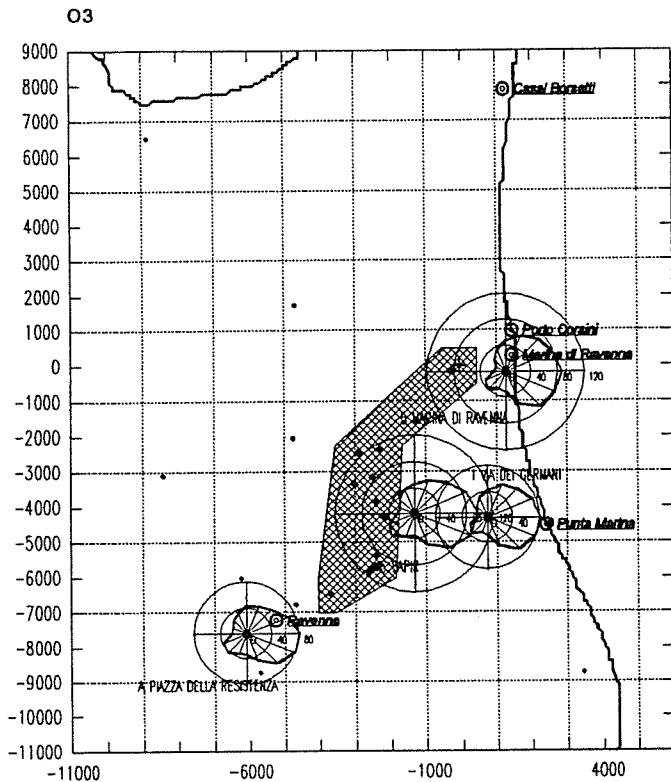 O3
9000
8000
7000
6000
5000
4000
3000
2000
1000
0
-1000
-2000
-3000
-4000
-5000
-6000
-7000
-8000
-9000
-10000
-11000
-11000 -6000 -1000 4000
Casal Borsetti
Porto Corsini
Marina di Ravenna
40 80 120
MARINA DI RAVENNA
DEI GERMANI
40
40
Punta Marina
Ravenna
40 80
A PIAZZA DELLA RESISTENZA